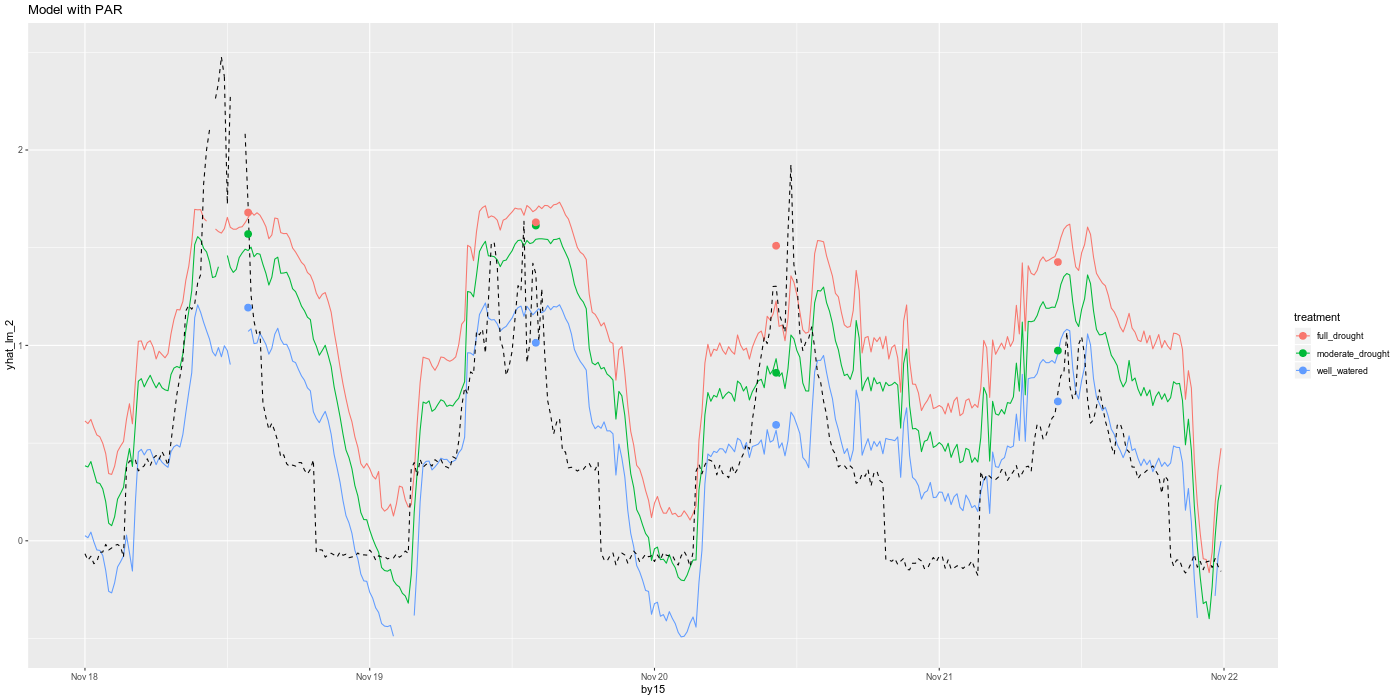 Model with PAR
yhat_lm_2
2
1
0
Nov 18
Nov 19
Nov 20
Nov 21
Nov 22
by15
treatment
full_drought
moderate_drought
well_watered